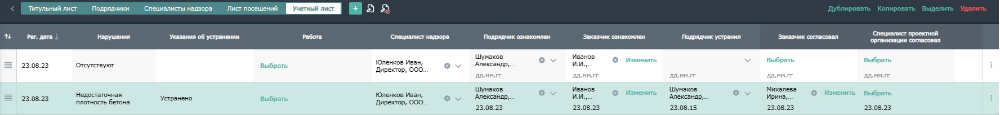 Титульный лист Подрядчики Специалисты надзора Лист посещений Учетный лист Дублировать Копировать Выделить Удалить
Рег. дата Нарушения Указания об устранении Работа Специалист надзора Подрядчик ознакомлен Заказчик ознакомлен Подрядчик устранил Заказчик согласовал Специалист проектной
организации согласовал
23.08.23 Отсутствуют Выбрать Юленков Иван,
Директор, ООО...
Шумаков
Александр,...
дд.мм.гг
Иванов
И.И.,...
Изменить
дд.мм.гг
дд.мм.гг
Выбрать
дд.мм.гг
Выбрать
дд.мм.гг
23.08.23 Недостаточная
плотность бетона
Устранено Выбрать Юленков Иван,
Директор, ООО...
Шумаков
Александр,...
23.08.23
Иванов
И.И.,...
Изменить
23.08.23
Шумаков
Александр,...
23.08.15
Михалева
Ирина,...
Изменить
23.08.23
Выбрать
23.08.23